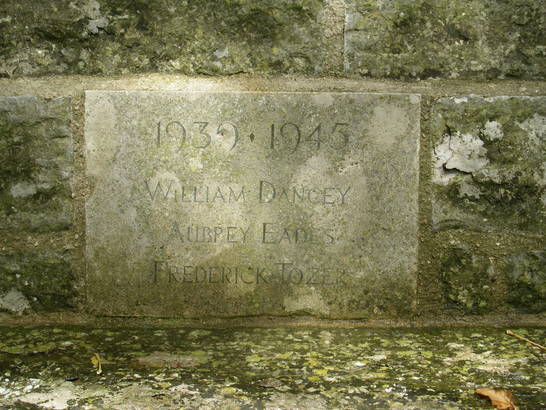 1939 · 1945
WILLIAM DANCEY
AUBREY EADES
FREDERICK TOZER